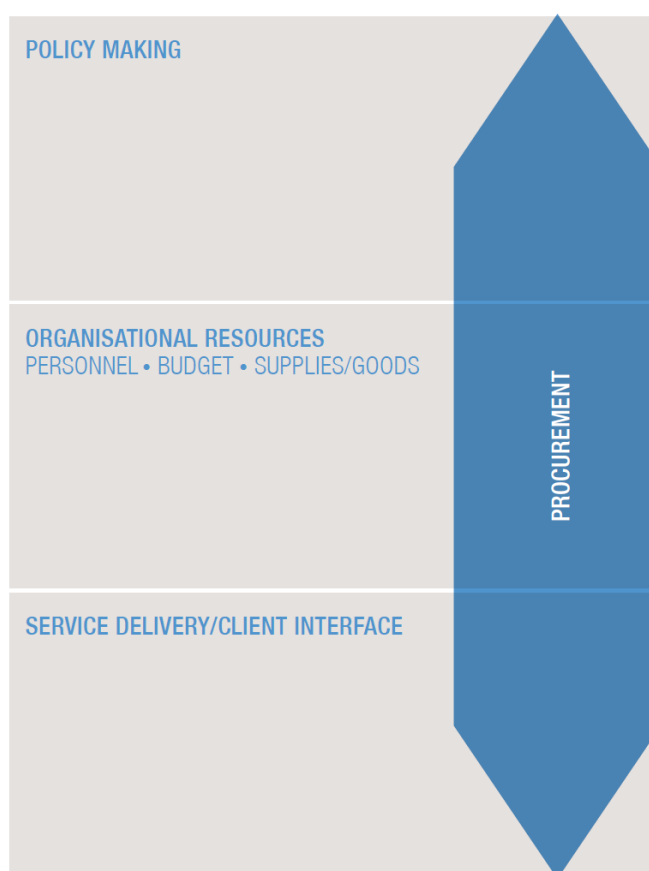 POLICY MAKING
ORGANISATIONAL RESOURCES
PERSONNEL • BUDGET • SUPPLIES/GOODS
PROCUREMENT
SERVICE DELIVERY/CLIENT INTERFACE